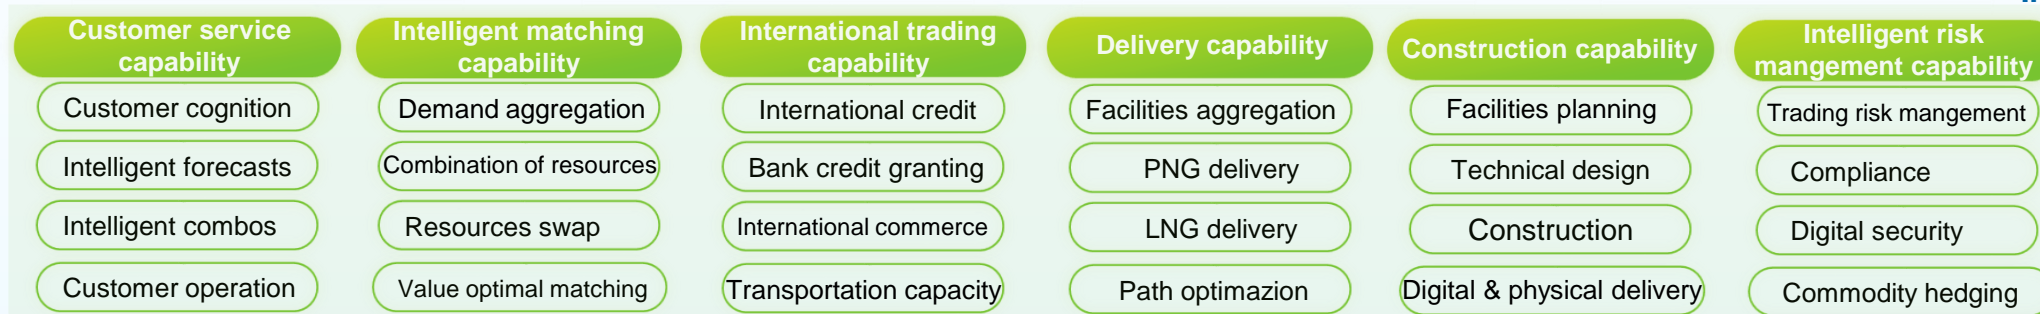 Customer service
capability
Customer cognition
Intelligent forecasts
Intelligent combos
Customer operation
Intelligent matching
capability
Demand aggregation
Combination of resources
Resources swap
Value optimal matching
International trading
capability
International credit
Bank credit granting
International commerce
Transportation capacity
Delivery capability
Facilities aggregation
PNG delivery
LNG delivery
Path optimazion
Construction capability
Facilities planning
Technical design
Construction
Digital & physical delivery
Intelligent risk
mangement capability
Trading risk mangement
Compliance
Digital security
Commodity hedging